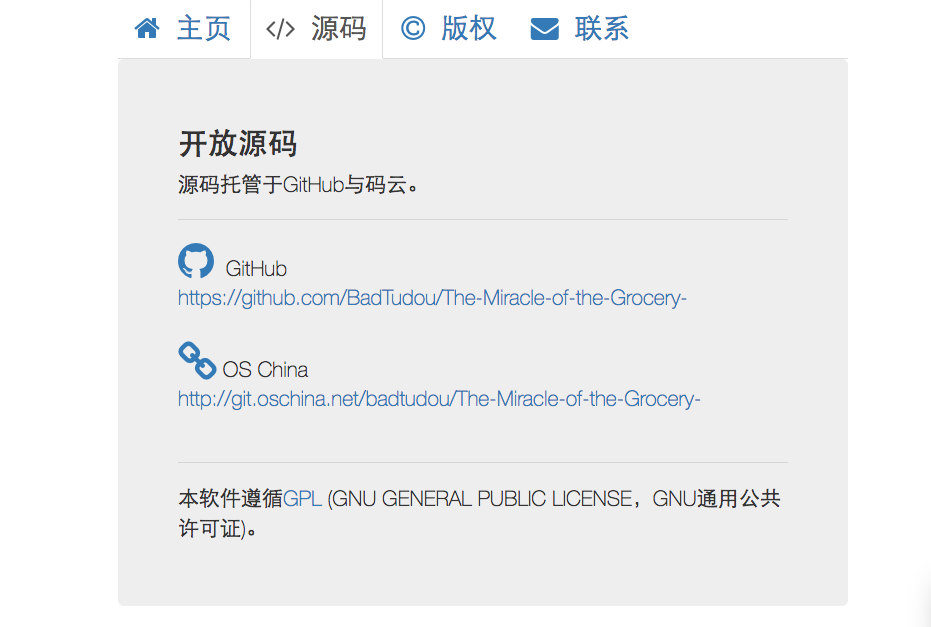 主页 源码 © 版权 联系
开放源码
源码托管于GitHub与码云。
GitHub
https://github.com/BadTudou/The-Miracle-of-the-Grocery-
OS China
http://git.oschina.net/badtudou/The-Miracle-of-the-Grocery-
本软件遵循GPL (GNU GENERAL PUBLIC LICENSE，GNU通用公共
许可证)。